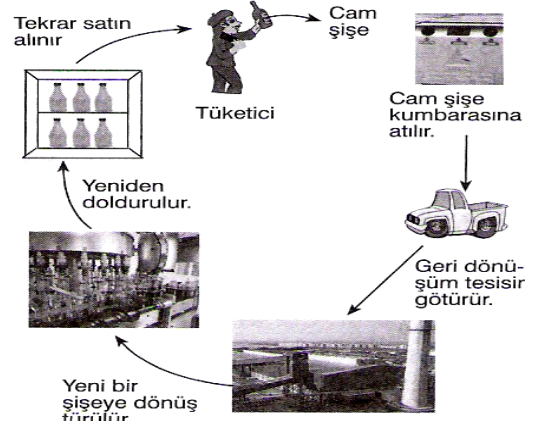 Tekrar satın
alınır
Tüketici
Cam
şişe
Cam şişe
kumbarasına
atılır.
Geri dönü-
şüm tesisir
götürür.
Yeni bir
şişeye dönüş
türülür
Yeniden
doldurulur.